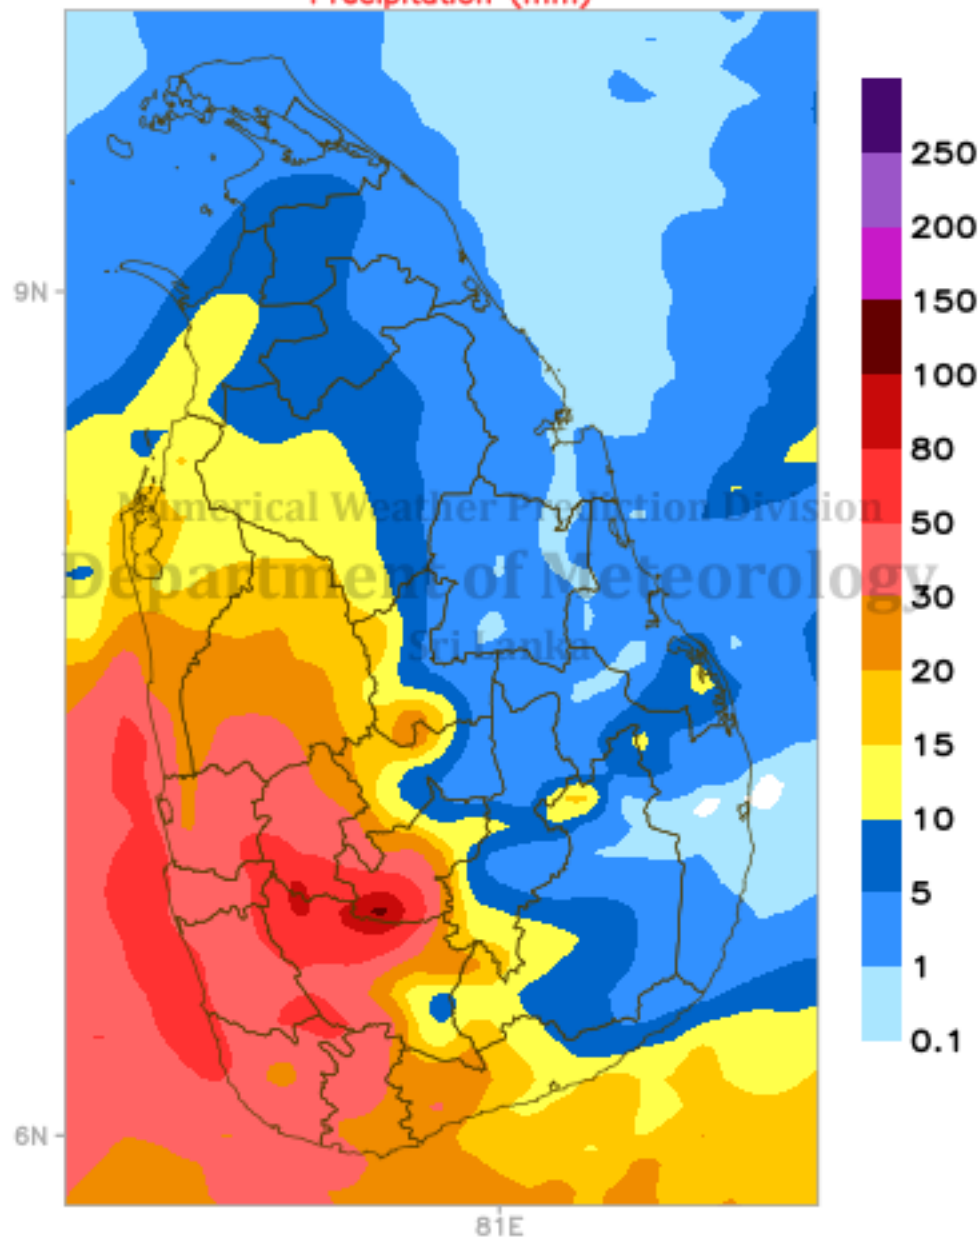 Precipitation (mm)
250
200
150
100
80
50
30
20
15
10
5
1
0.1
9N
6N
81E
Numerical Weather Prediction Division
Department of Meteorology
Sri Lanka